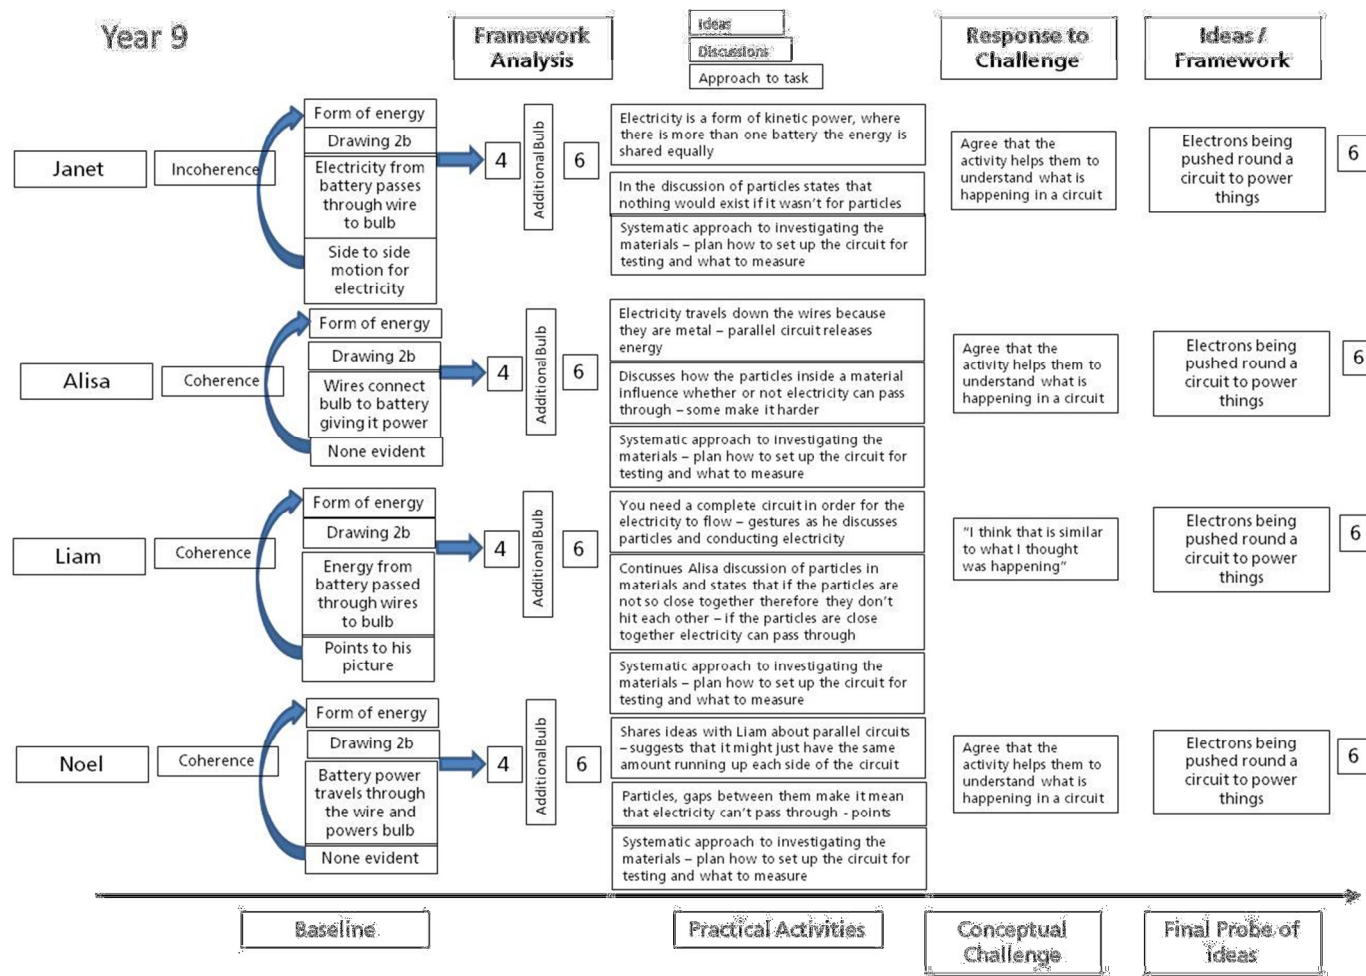 Year 9
Framework
Analysis
Ideas
Discussions
Approach to task
Response to
Challenge
Ideas /
Framework
Janet
Incoherence
Form of energy
Drawing 2b
Electricity from
battery passes
through wire
to bulb
Side to side
motion for
electricity
4
Additional Bulb
6
Electricity is a form of kinetic power, where
there is more than one battery the energy is
shared equally
In the discussion of particles states that
nothing would exist if it wasn't for particles
Systematic approach to investigating the
materials – plan how to set up the circuit for
testing and what to measure
Agree that the
activity helps them to
understand what is
happening in a circuit
Electrons being
pushed round a
circuit to power
things
6
Alisa
Coherence
Form of energy
Drawing 2b
Wires connect
bulb to battery
giving it power
None evident
4
Additional Bulb
6
Electricity travels down the wires because
they are metal – parallel circuit releases
energy
Discusses how the particles inside a material
influence whether or not electricity can pass
through – some make it harder
Systematic approach to investigating the
materials – plan how to set up the circuit for
testing and what to measure
Agree that the
activity helps them to
understand what is
happening in a circuit
Electrons being
pushed round a
circuit to power
things
6
Liam
Coherence
Form of energy
Drawing 2b
Energy from
battery passed
through wires
to bulb
Points to his
picture
4
Additional Bulb
6
You need a complete circuit in order for the
electricity to flow – gestures as he discusses
particles and conducting electricity
Continues Alisa discussion of particles in
materials and states that if the particles are
not so close together therefore they don't
hit each other – if the particles are close
together electricity can pass through
Systematic approach to investigating the
materials – plan how to set up the circuit for
testing and what to measure
"I think that is similar
to what I thought
was happening"
Electrons being
pushed round a
circuit to power
things
6
Noel
Coherence
Form of energy
Drawing 2b
Battery power
travels through
the wire and
powers bulb
None evident
4
Additional Bulb
6
Shares ideas with Liam about parallel circuits
– suggests that it might just have the same
amount running up each side of the circuit
Particles, gaps between them make it mean
that electricity can't pass through - points
Systematic approach to investigating the
materials – plan how to set up the circuit for
testing and what to measure
Agree that the
activity helps them to
understand what is
happening in a circuit
Electrons being
pushed round a
circuit to power
things
6
Baseline
Practical Activities
Conceptual
Challenge
Final Probe of
Ideas